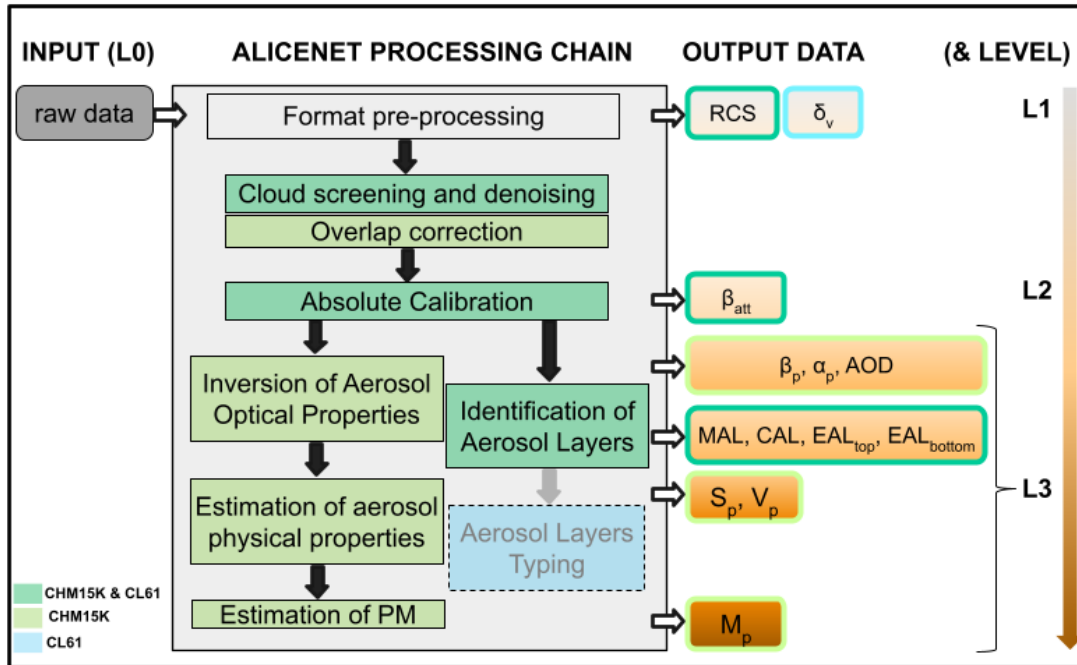 INPUT (L0) ALICENET PROCESSING CHAIN OUTPUT DATA (& LEVEL)
raw data
Format pre-processing
RCS
δv
L1
Cloud screening and denoising
Overlap correction
Absolute Calibration
βatt
L2
Inversion of Aerosol
Optical Properties
Identification of
Aerosol Layers
βp, αp, AOD
MAL, CAL, EALtop, EALbottom
L3
Estimation of aerosol
physical properties
Aerosol Layers
Typing
Sp, Vp
Estimation of PM
Mp
CHM15K & CL61
CHM15K
CL61